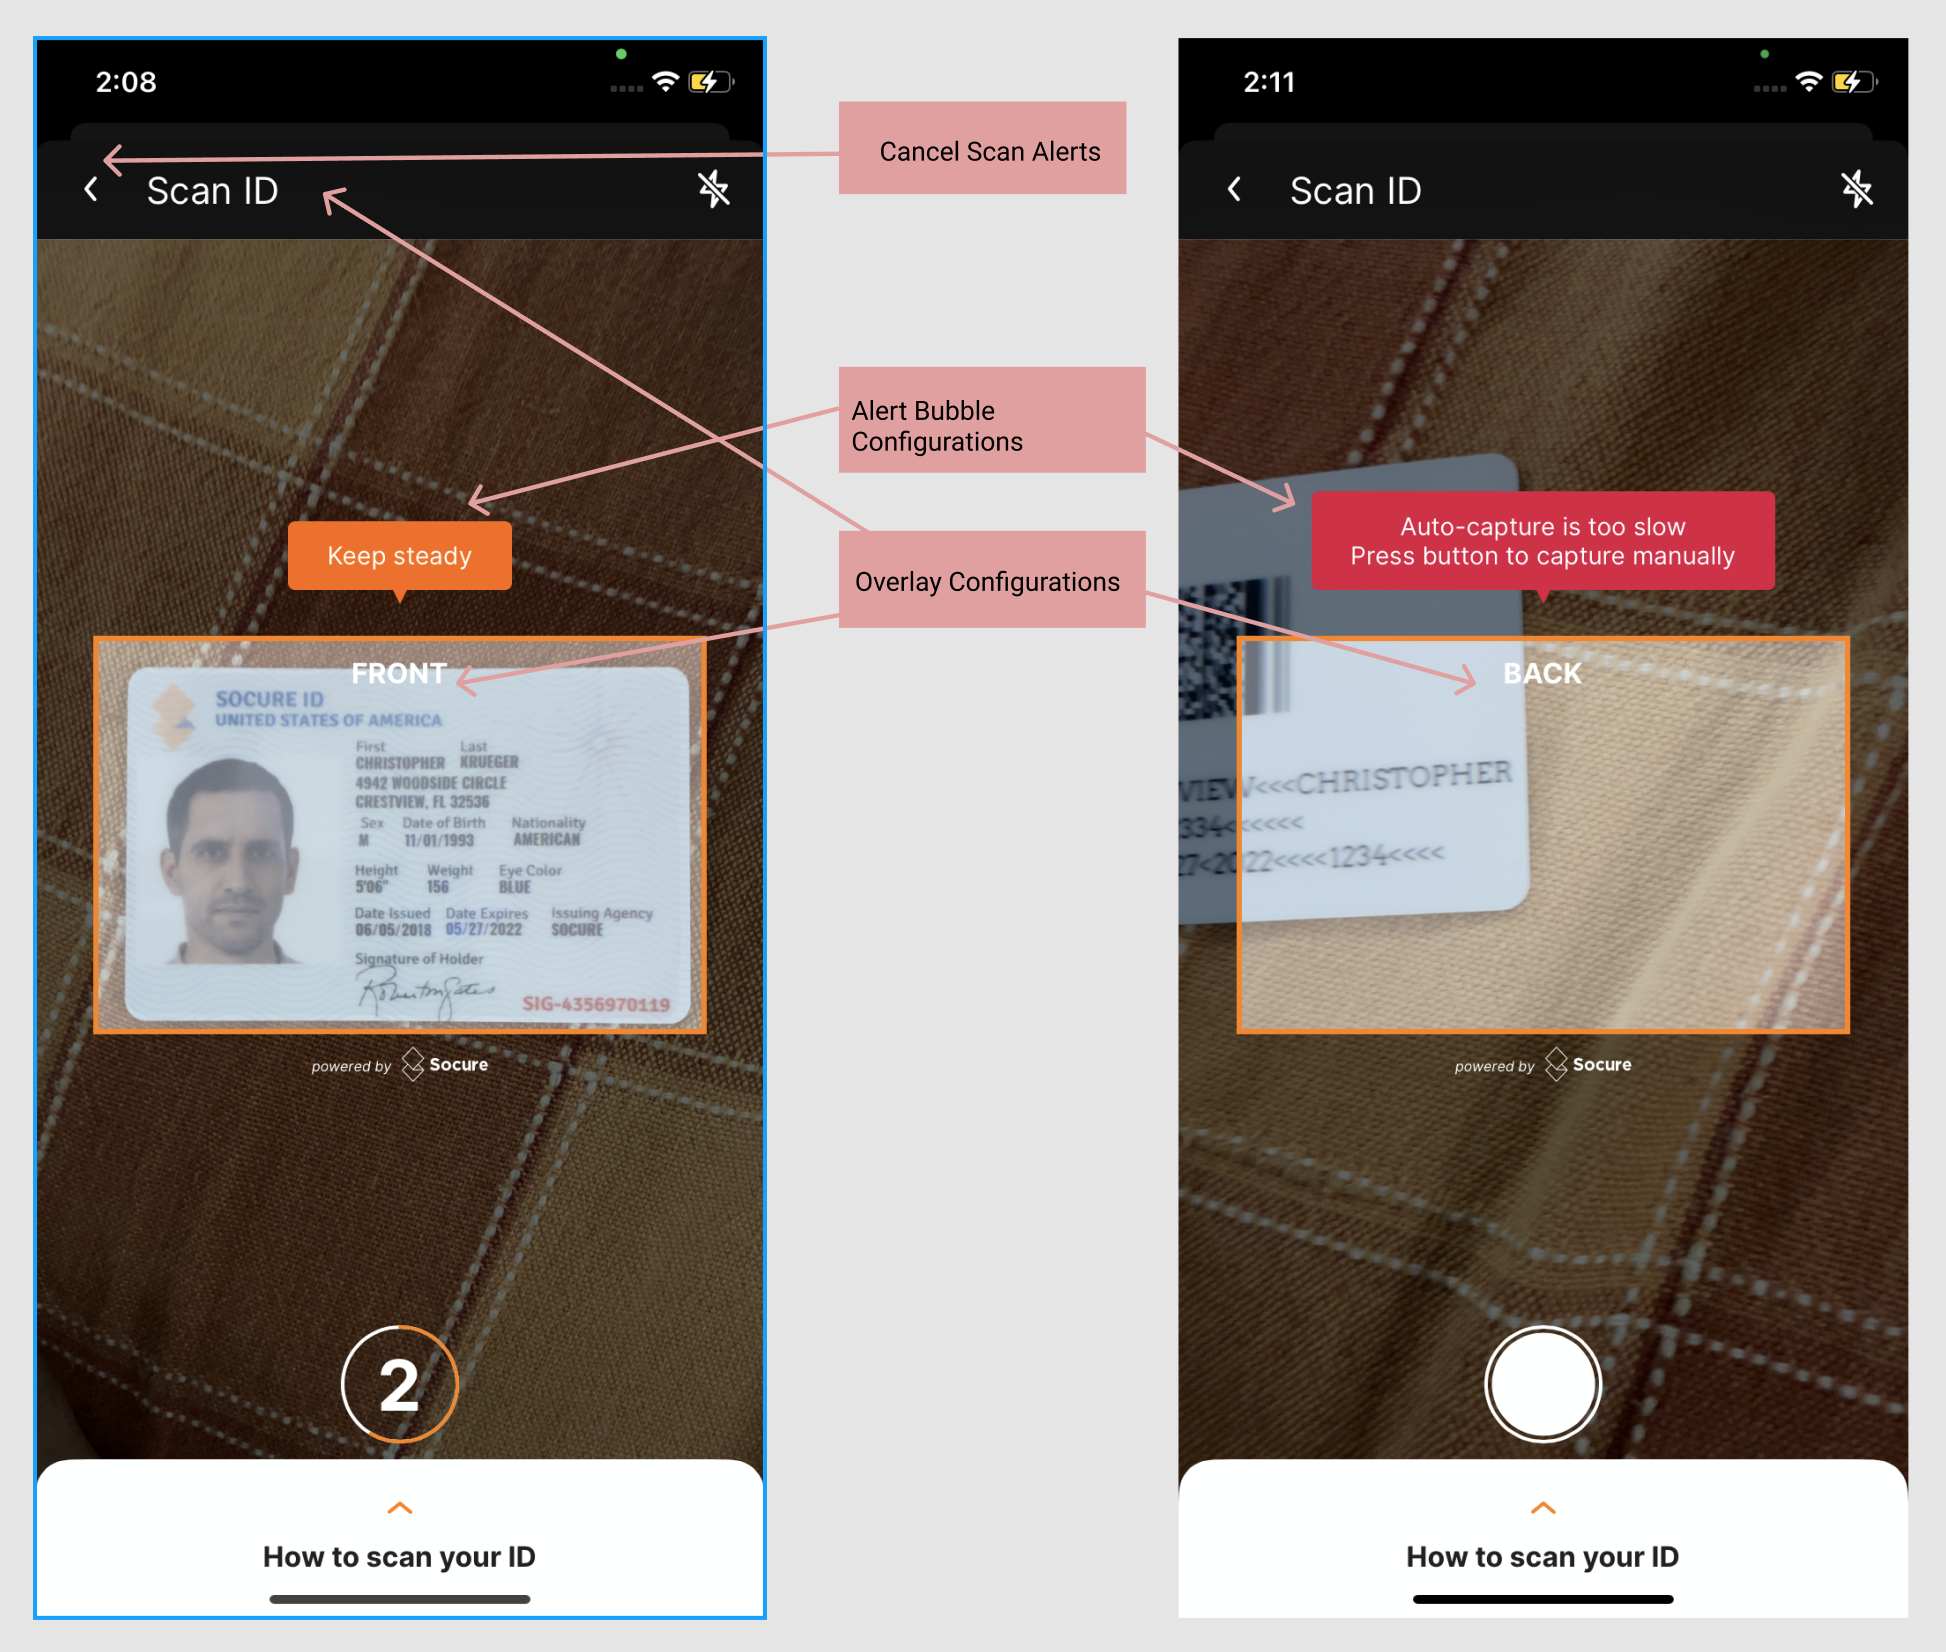 2:08
Scan ID
Keep steady
FRONT
SOCURE ID
UNITED STATES OF AMERICA
First Last
CHRISTOPHER KRUEGER
4942 WOODSIDE CIRCLE
CRESTVIEW, FL 32536
Sex Date of Birth Nationality
M 11/01/1993 AMERICAN
Height Weight Eye Color
5'06" 156 BLUE
Date Issued Date Expires Issuing Agency
06/05/2018 05/27/2022 SOCURE
Signature of Holder
SIG-4356970119
powered by Socure
2
How to scan your ID
Cancel Scan Alerts
Alert Bubble
Configurations
Overlay Configurations
2:11
Scan ID
Auto-capture is too slow
Press button to capture manually
BACK
VIEW<<<CHRISTOPHER
334<<<<<<
27<2022<<<<1234<<<<
powered by Socure
How to scan your ID